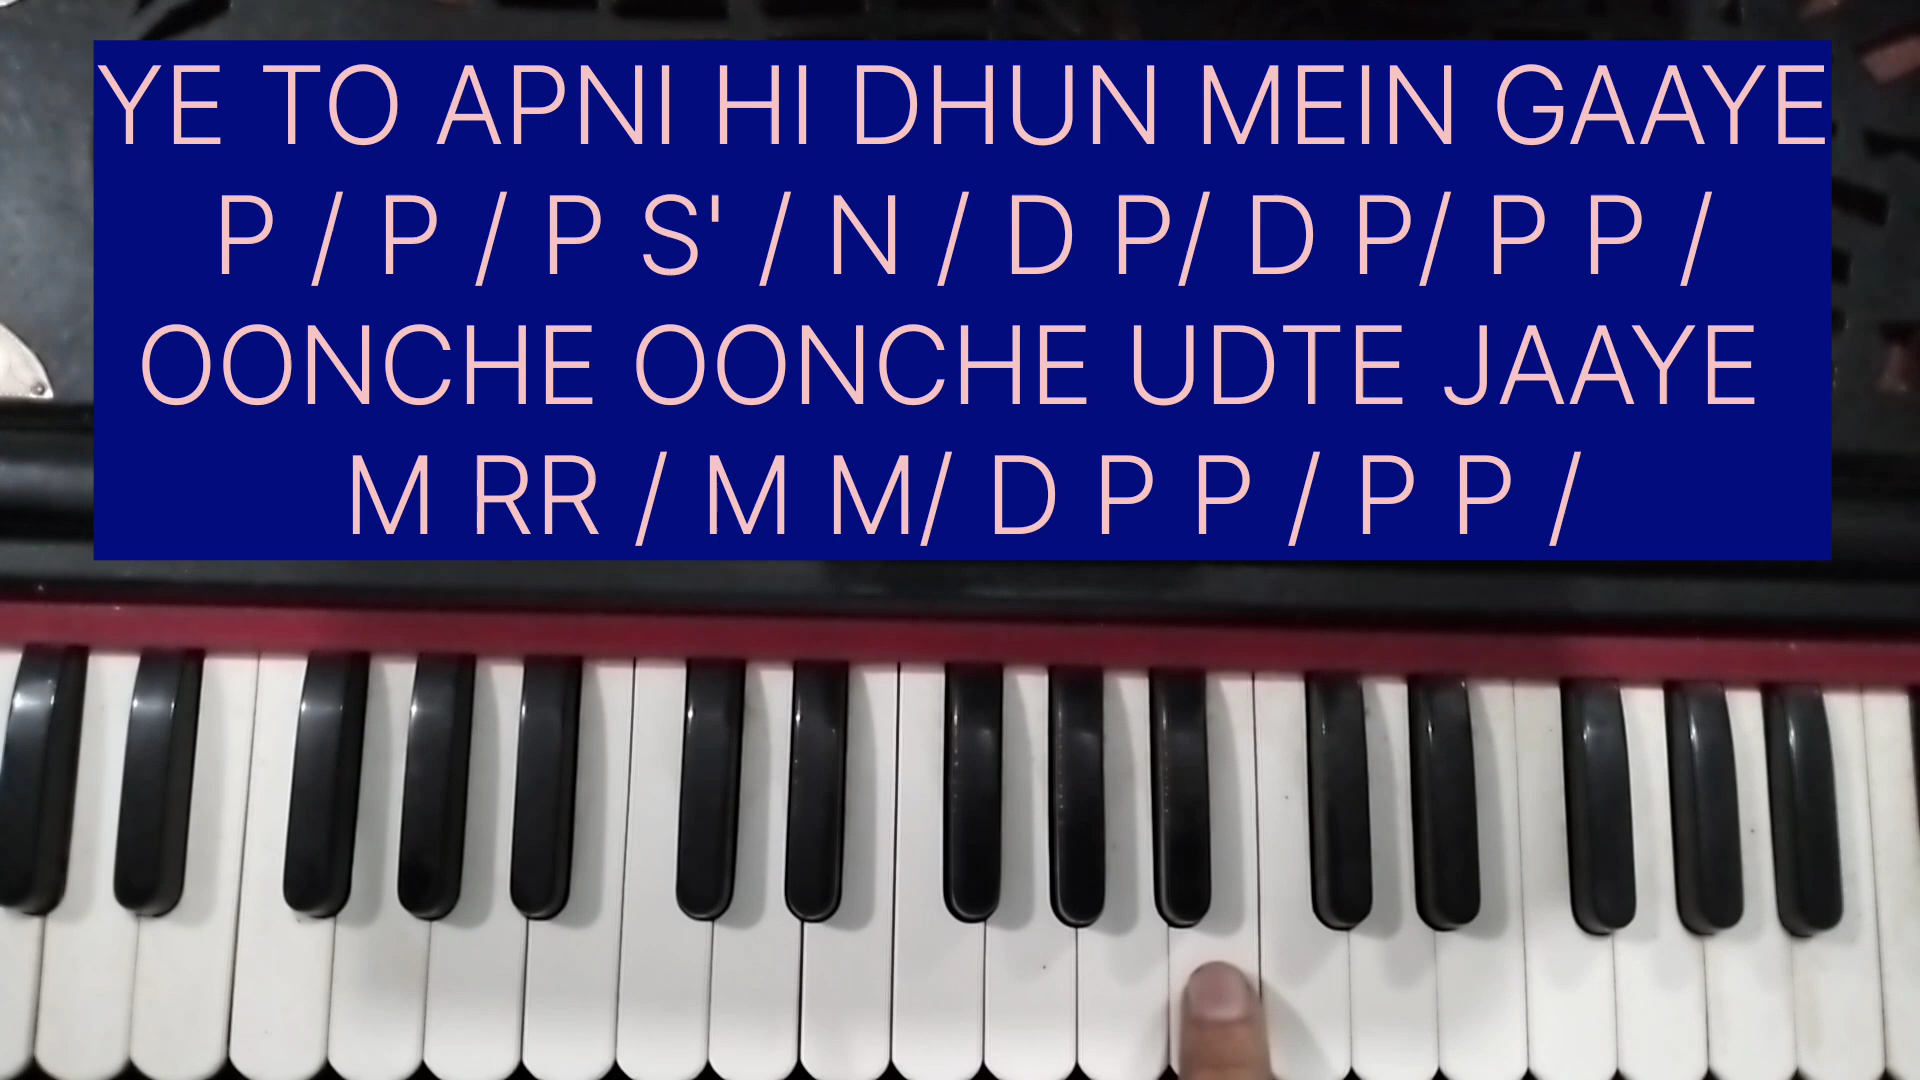 YE TO APNI HI DHUN MEIN GAAYE
P / P / P S' / N / D P/ D P/ P P /
OONCHE OONCHE UDTE JAAYE
M RR / M M/ D P P / P P /